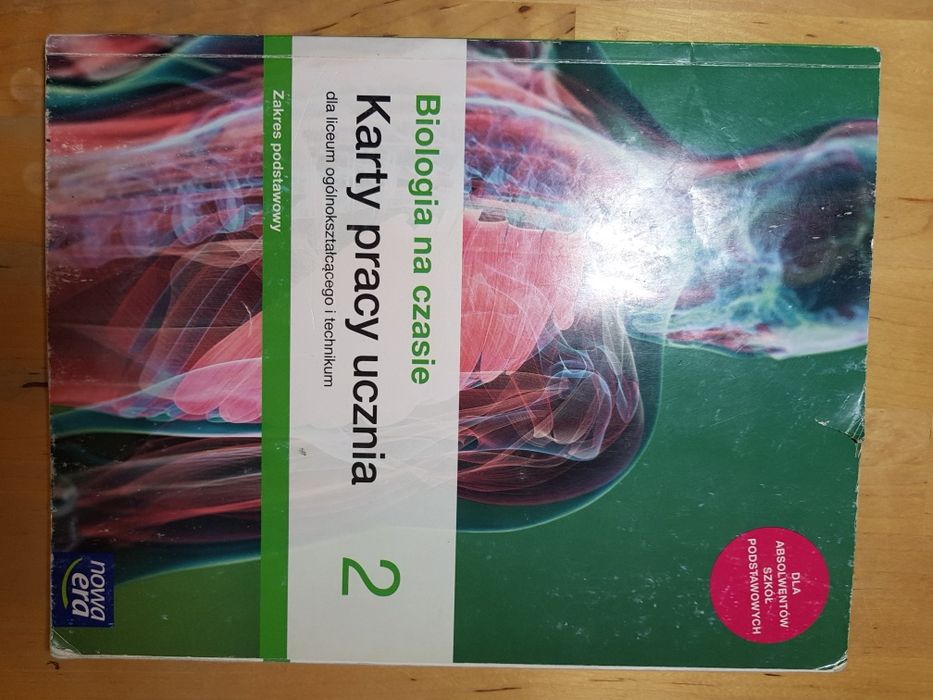 Biologia na czasie
Karty pracy ucznia 2
dla liceum ogólnokształcącego i technikum
Zakres podstawowy
DLA
ABSOLWENTÓW
SZKÓŁ
PODSTAWOWYCH
nowa
era